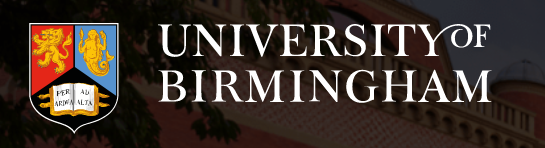 UNIVERSITY OF
BIRMINGHAM
PER AD
ARDUA ALTA